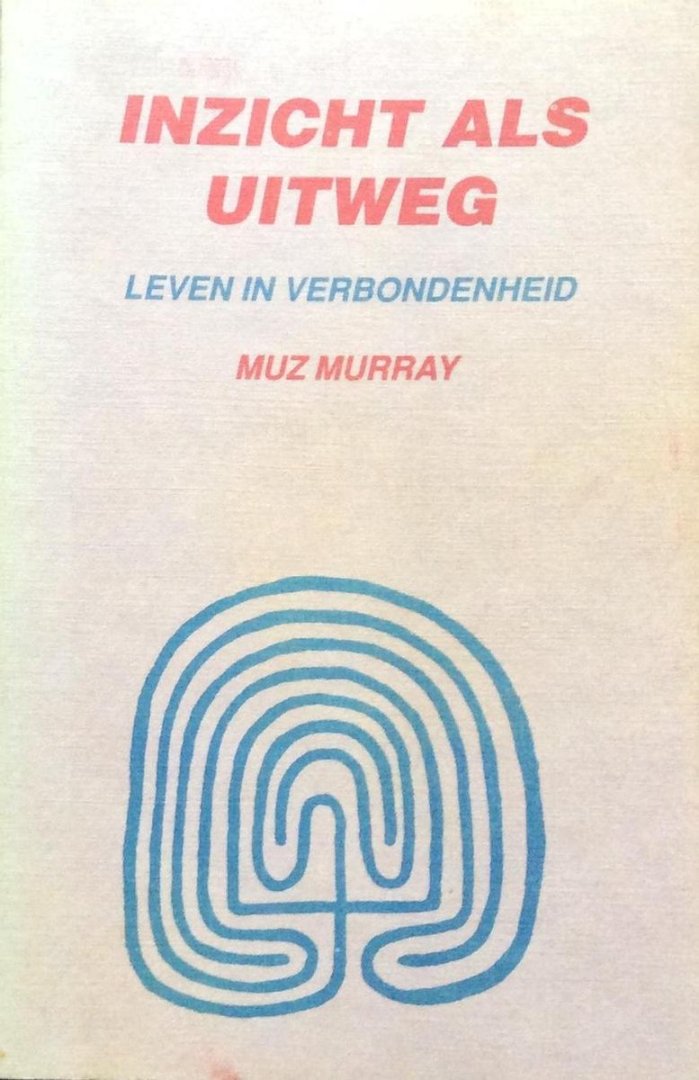 INZICHT ALS
UITWEG
LEVEN IN VERBONDENHEID
MUZ MURRAY